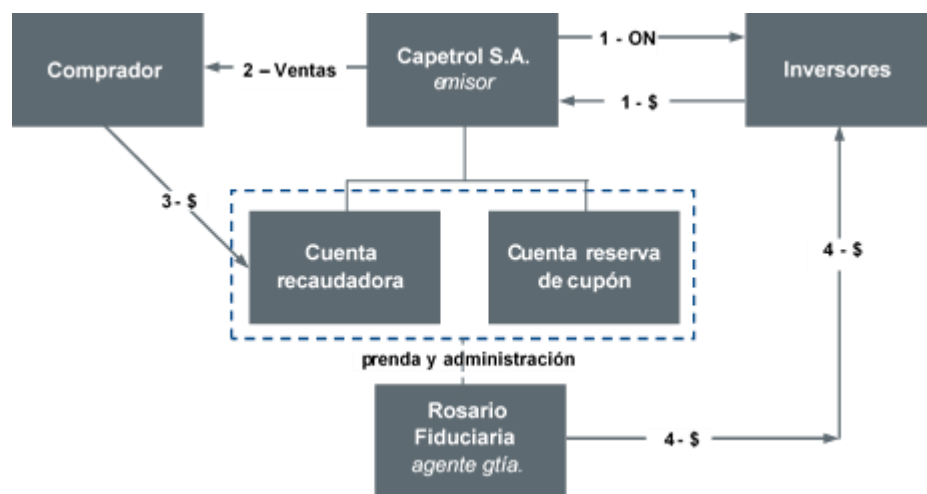 Comprador
2 – Ventas
Capetrol S.A.
emisor
1 - ON
1 - $
Inversores
3 - $
Cuenta
recaudadora
Cuenta reserva
de cupón
4 - $
prenda y administración
Rosario
Fiduciaria
agente gtía.
4 - $